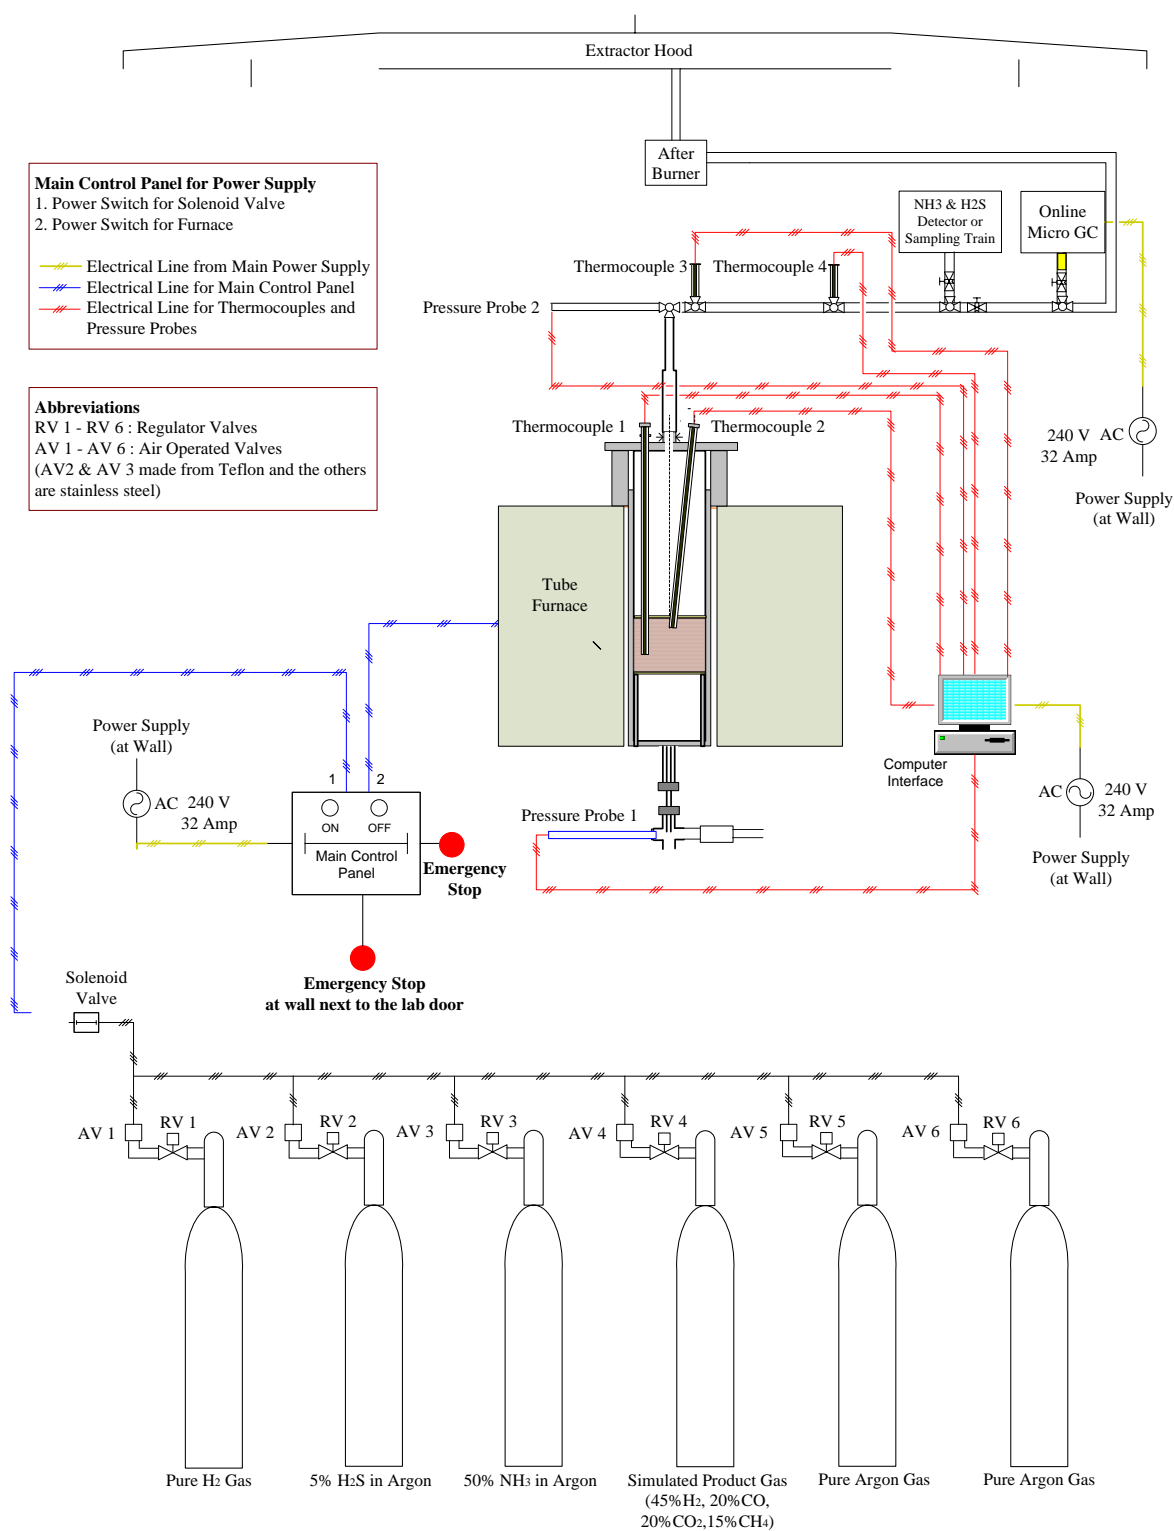 Extractor Hood
After
Burner
Main Control Panel for Power Supply
1. Power Switch for Solenoid Valve
2. Power Switch for Furnace
Electrical Line from Main Power Supply
Electrical Line for Main Control Panel
Electrical Line for Thermocouples and
Pressure Probes
NH3 & H2S
Detector or
Sampling Train
Online
Micro GC
Thermocouple 3
Thermocouple 4
Pressure Probe 2
Abbreviations
RV 1 - RV 6 : Regulator Valves
AV 1 - AV 6 : Air Operated Valves
(AV2 & AV 3 made from Teflon and the others
are stainless steel)
Thermocouple 1
Thermocouple 2
240 V AC
32 Amp
Power Supply
(at Wall)
Tube
Furnace
Power Supply
(at Wall)
AC 240 V
32 Amp
1 2
ON OFF
Main Control
Panel
Emergency
Stop
Emergency Stop
at wall next to the lab door
Pressure Probe 1
Computer
Interface
AC 240 V
32 Amp
Power Supply
(at Wall)
Solenoid
Valve
AV 1 RV 1 AV 2 RV 2 AV 3 RV 3 AV 4 RV 4 AV 5 RV 5 AV 6 RV 6
Pure H2 Gas
5% H2S in Argon
50% NH3 in Argon
Simulated Product Gas
(45%H2, 20%CO,
20%CO2,15%CH4)
Pure Argon Gas
Pure Argon Gas